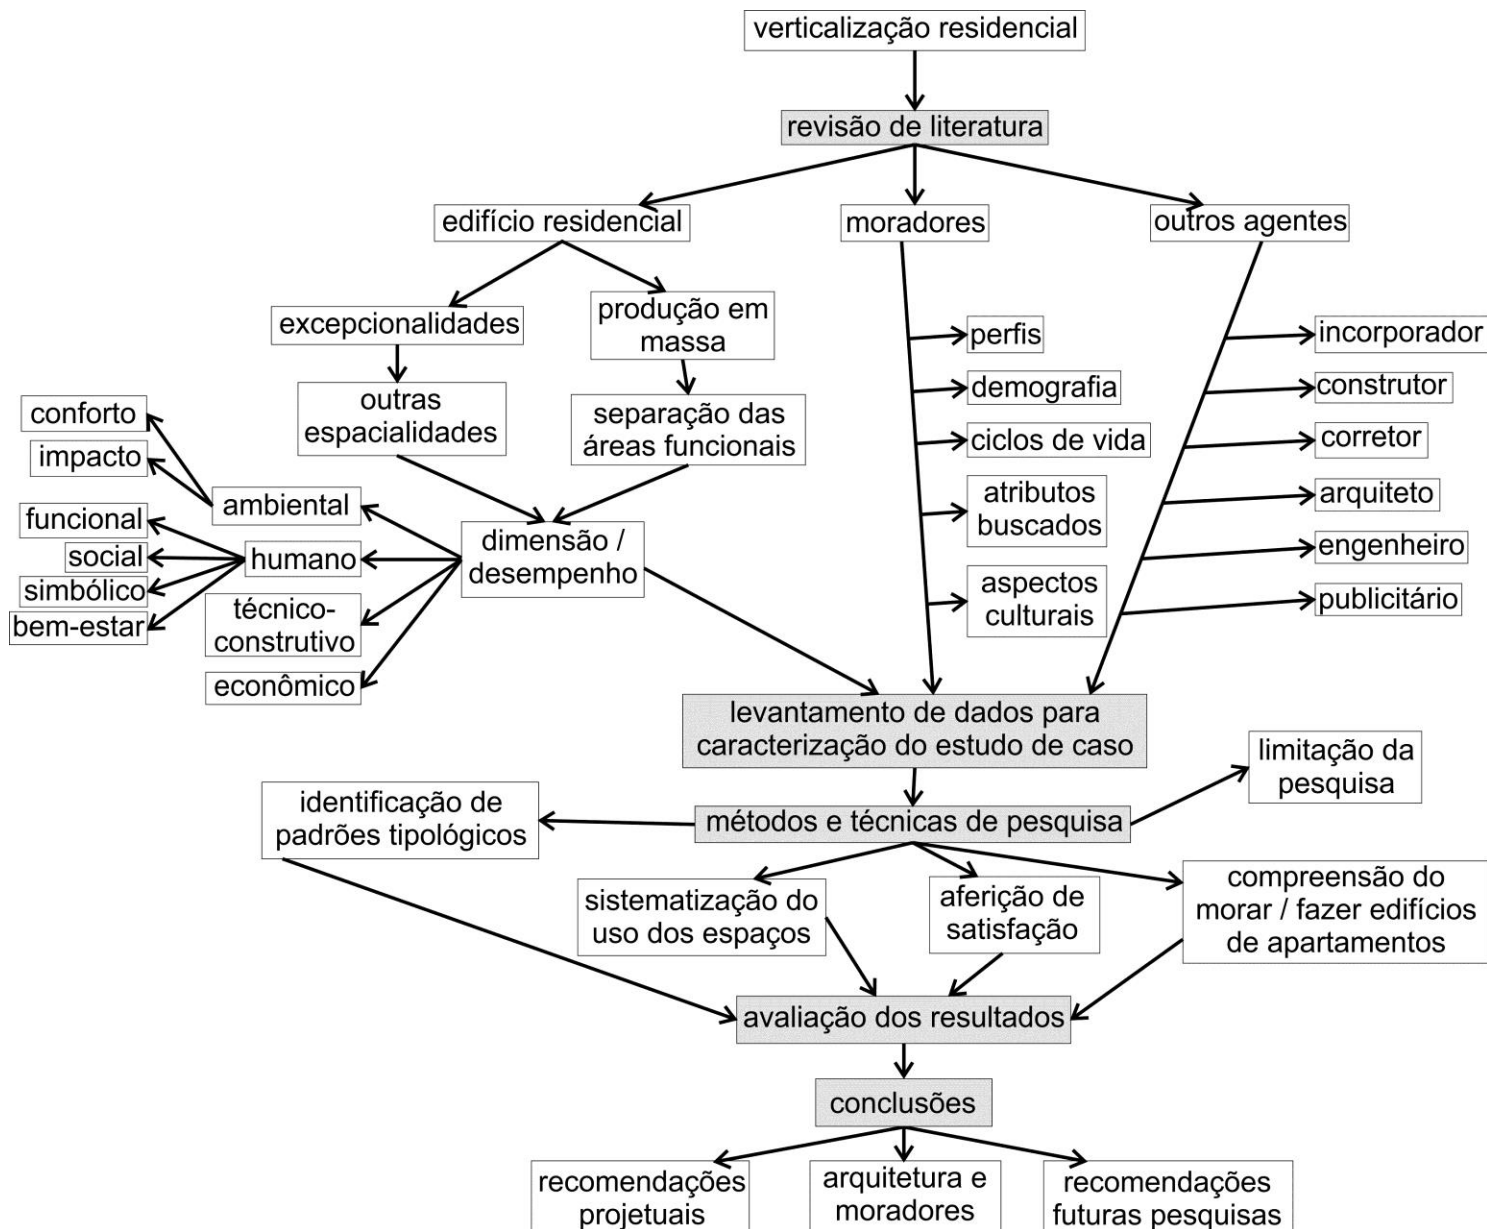 verticalização residencial
revisão de literatura
edifício residencial
moradores
outros agentes
excepcionalidades
produção em
massa
outras
espacialidades
separação das
áreas funcionais
conforto
impacto
ambiental
funcional
social
simbólico
bem-estar
humano
técnico-
construtivo
econômico
dimensão /
desempenho
perfis
demografia
ciclos de vida
atributos
buscados
aspectos
culturais
incorporador
construtor
corretor
arquiteto
engenheiro
publicitário
levantamento de dados para
caracterização do estudo de caso
limitação da
pesquisa
métodos e técnicas de pesquisa
identificação de
padrões tipológicos
sistematização do
uso dos espaços
aferição de
satisfação
compreensão do
morar / fazer edifícios
de apartamentos
avaliação dos resultados
conclusões
recomendações
projetuais
arquitetura e
moradores
recomendações
futuras pesquisas